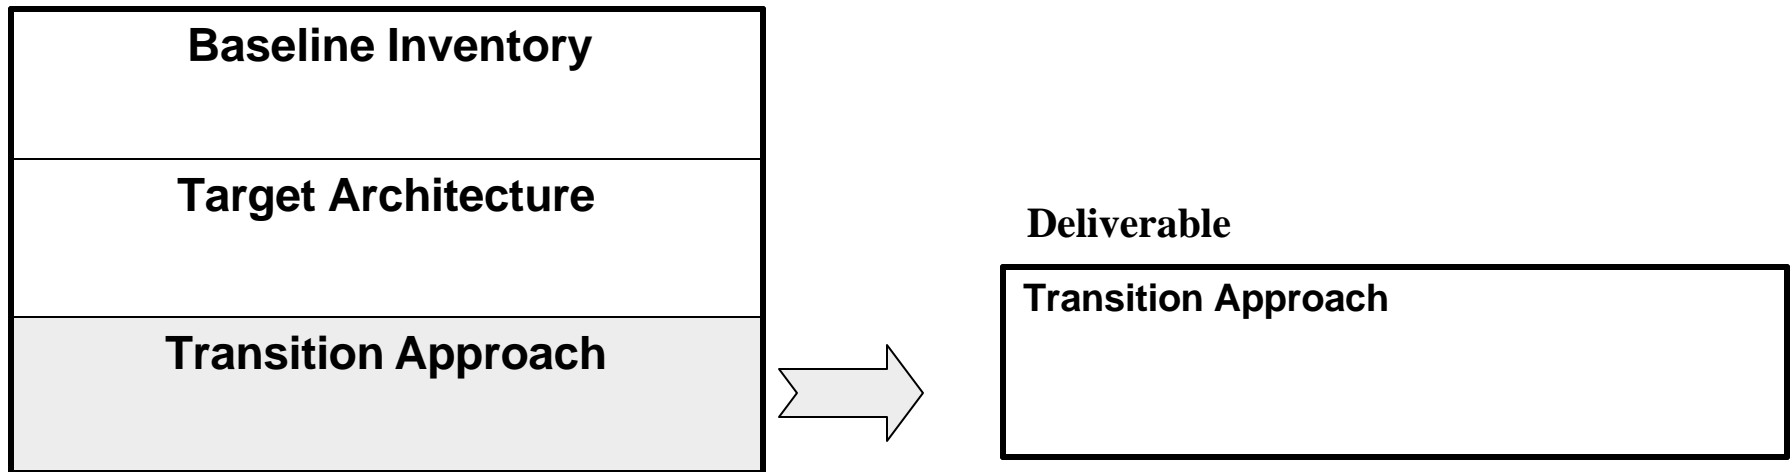 Baseline Inventory
Target Architecture
Transition Approach
Deliverable
Transition Approach